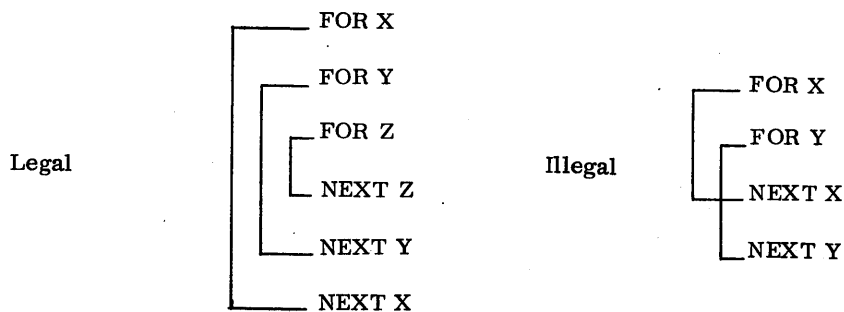 Legal
FOR X
FOR Y
FOR Z
NEXT Z
NEXT Y
NEXT X
Illegal
FOR X
FOR Y
NEXT X
NEXT Y